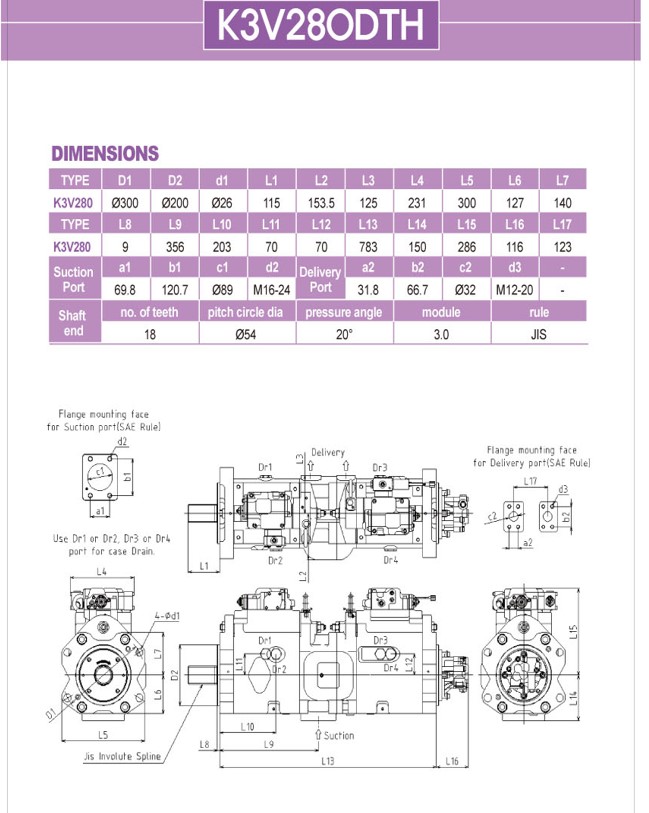 K3V280DTH
DIMENSIONS
TYPE D1 D2 d1 L1 L2 L3 L4 L5 L6 L7
K3V280 Ø300 Ø200 Ø26 115 153.5 125 231 300 127 140
TYPE L8 L9 L10 L11 L12 L13 L14 L15 L16 L17
K3V280 9 356 203 70 70 783 150 286 116 123
Suction Port a1 b1 c1 d2 Delivery Port a2 b2 c2 d3 -
69.8 120.7 Ø89 M16-24 31.8 66.7 Ø32 M12-20 -
Shaft end no. of teeth pitch circle dia pressure angle module rule
18 Ø54 20° 3.0 JIS
Flange mounting face
for Suction port(SAE Rule)
d2
c1
b1
a1
Use Dr1 or Dr2, Dr3 or Dr4
port for case Drain.
L3
Delivery
Dr1
Dr3
Dr2
Dr4
L1
L2
Flange mounting face
for Delivery port(SAE Rule)
L17
d3
c2
b2
a2
L4
4-Ød1
L7
L6
D1
L5
D2
Dr1
L11
Dr2
Dr3
Dr4
L12
L15
L14
L10
L8
L9
Suction
Jis Involute Spline
L13
L16